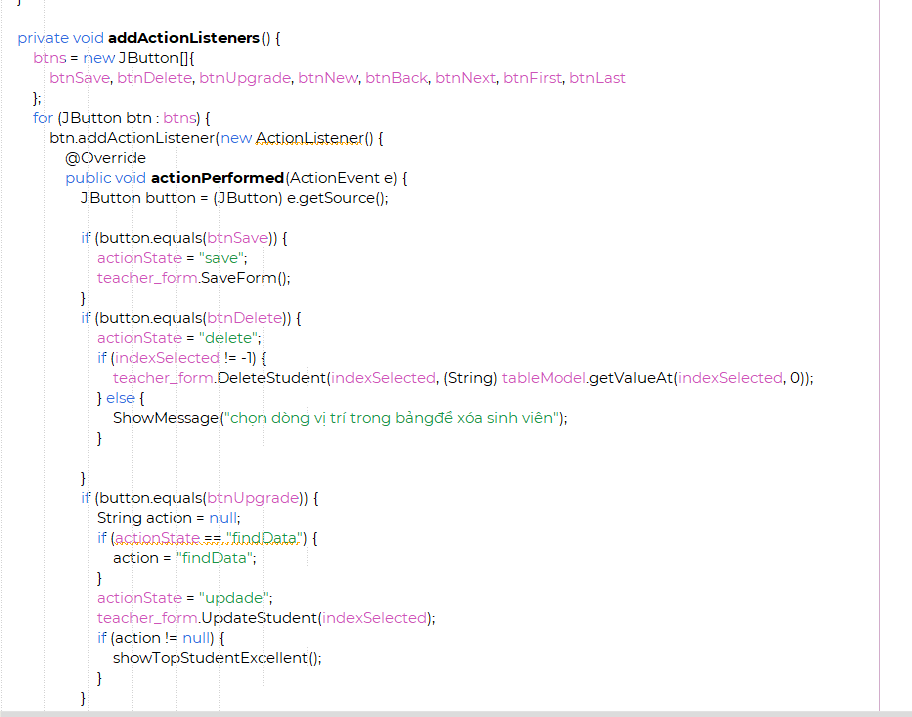 }
private void addActionListeners() {
btns = new JButton[]{
btnSave, btnDelete, btnUpgrade, btnNew, btnBack, btnNext, btnFirst, btnLast
};
for (JButton btn : btns) {
btn.addActionListener(new ActionListener() {
@Override
public void actionPerformed(ActionEvent e) {
JButton button = (JButton) e.getSource();
if (button.equals(btnSave)) {
actionState = "save";
teacher_form.SaveForm();
}
if (button.equals(btnDelete)) {
actionState = "delete";
if (indexSelected != -1) {
teacher_form.DeleteStudent(indexSelected, (String) tableModel.getValueAt(indexSelected, 0));
} else {
ShowMessage("chọn dòng vị trí trong bảngđể xóa sinh viên");
}
}
if (button.equals(btnUpgrade)) {
String action = null;
if (actionState == "findData") {
action = "findData";
}
actionState = "updade";
teacher_form.UpdateStudent(indexSelected);
if (action != null) {
showTopStudentExcellent();
}
}